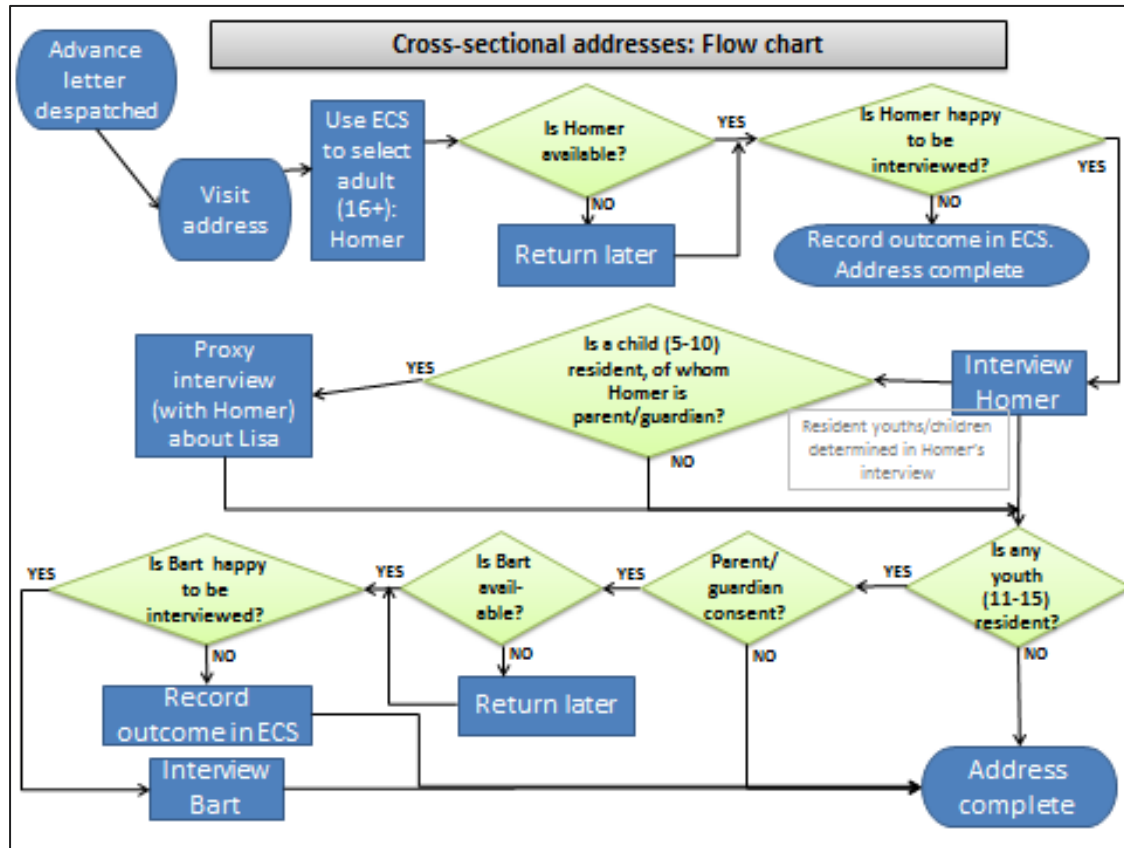 Cross-sectional addresses: Flow chart
Advance
letter
despatched
Visit
address
Use ECS
to select
adult
(16+):
Homer
Is Homer
available?
YES
NO
Return later
Is Homer happy
to be
interviewed?
YES
NO
Record outcome in ECS.
Address complete
Interview
Homer
Resident youths/children
determined in Homer's
interview
Is a child (5-10)
resident, of whom
Homer is
parent/guardian?
YES
NO
Proxy
interview
(with Homer)
about Lisa
Is any
youth
(11-15)
resident?
YES
NO
Parent/
guardian
consent?
YES
NO
Is Bart
avail-
able?
YES
NO
Return later
Is Bart happy
to be
interviewed?
YES
NO
Record
outcome in ECS
Interview
Bart
Address
complete